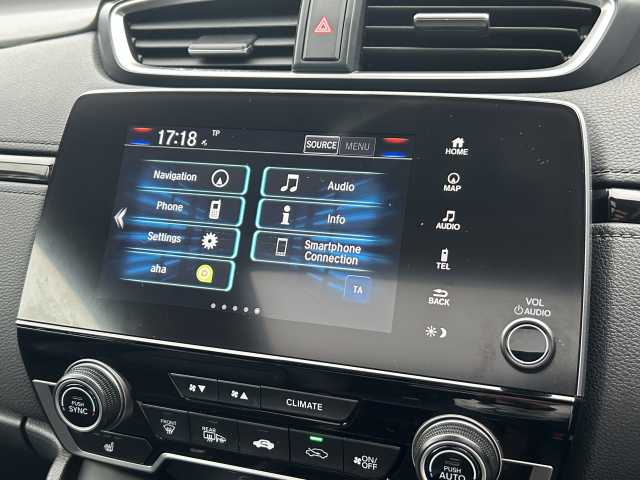 17:18 TP SOURCE MENU
Navigation
Audio
Phone
Info
Settings
Smartphone
Connection
aha
TA
HOME
MAP
AUDIO
TEL
BACK
VOL
AUDIO
PUSH
SYNC
CLIMATE
FRONT
REAR
ON/
OFF
PUSH
AUTO